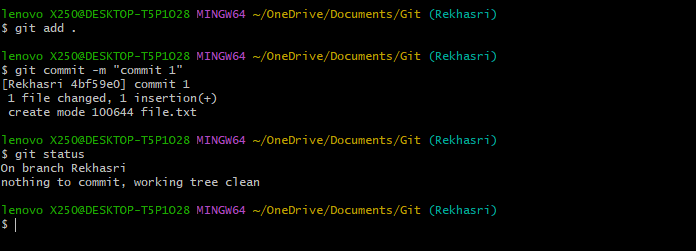 lenovo X250@DESKTOP-T5P1O28 MINGW64 ~/OneDrive/Documents/Git (Rekhasri)
$ git add .
lenovo X250@DESKTOP-T5P1O28 MINGW64 ~/OneDrive/Documents/Git (Rekhasri)
$ git commit -m "commit 1"
[Rekhasri 4bf59e0] commit 1
 1 file changed, 1 insertion(+)
 create mode 100644 file.txt
lenovo X250@DESKTOP-T5P1O28 MINGW64 ~/OneDrive/Documents/Git (Rekhasri)
$ git status
On branch Rekhasri
nothing to commit, working tree clean
lenovo X250@DESKTOP-T5P1O28 MINGW64 ~/OneDrive/Documents/Git (Rekhasri)
$